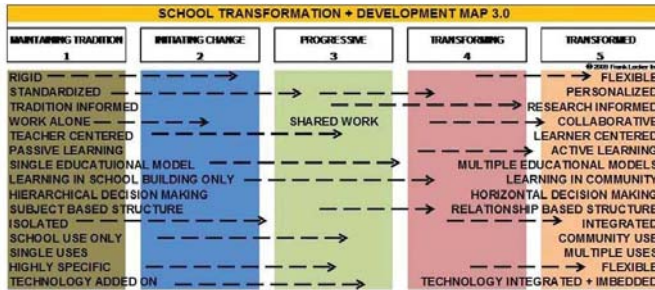 SCHOOL TRANSFORMATION + DEVELOPMENT MAP 3.0
MAINTAINING TRADITION INITIATING CHANGE PROGRESSIVE TRANSFORMING TRANSFORMED
1 2 3 4 5
© 2009 Frank Locker Inc
RIGID FLEXIBLE
STANDARDIZED PERSONALIZED
TRADITION INFORMED RESEARCH INFORMED
WORK ALONE SHARED WORK COLLABORATIVE
TEACHER CENTERED LEARNER CENTERED
PASSIVE LEARNING ACTIVE LEARNING
SINGLE EDUCATUIONAL MODEL MULTIPLE EDUCATIONAL MODELS
LEARNING IN SCHOOL BUILDING ONLY LEARNING IN COMMUNITY
HIERARCHICAL DECISION MAKING HORIZONTAL DECISION MAKING
SUBJECT BASED STRUCTURE RELATIONSHIP BASED STRUCTURE
ISOLATED INTEGRATED
SCHOOL USE ONLY COMMUNITY USE
SINGLE USES MULTIPLE USES
HIGHLY SPECIFIC FLEXIBLE
TECHNOLOGY ADDED ON TECHNOLOGY INTEGRATED + IMBEDDED